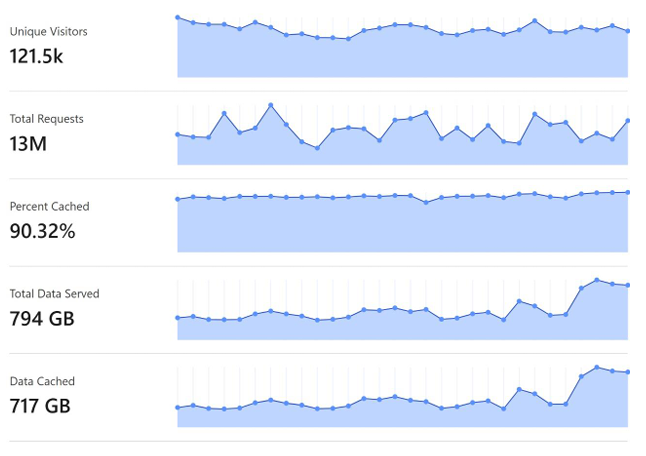 Unique Visitors
121.5k
Total Requests
13M
Percent Cached
90.32%
Total Data Served
794 GB
Data Cached
717 GB